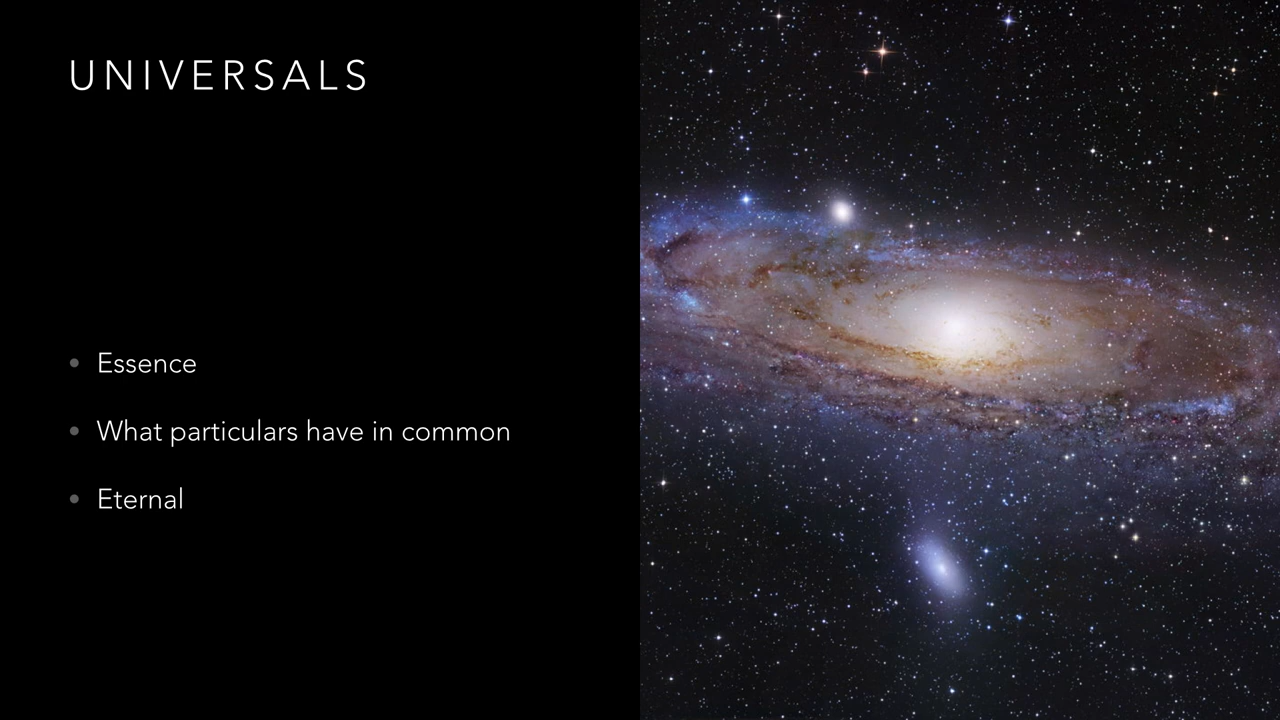 UNIVERSALS
• Essence
• What particulars have in common
• Eternal